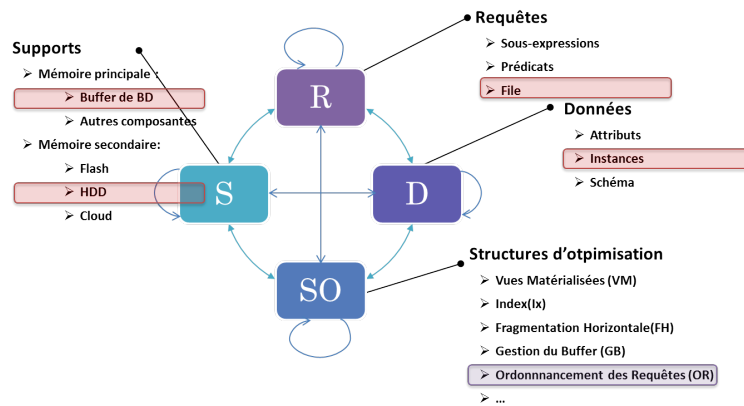 Requêtes
Sous-expressions
Prédicats
File
Supports
Mémoire principale :
Buffer de BD
Autres composantes
Mémoire secondaire:
Flash
HDD
Cloud
Données
Attributs
Instances
Schéma
R
S
D
SO
Structures d'otpimisation
Vues Matérialisées (VM)
Index(Ix)
Fragmentation Horizontale(FH)
Gestion du Buffer (GB)
Ordonnnancement des Requêtes (OR)
...